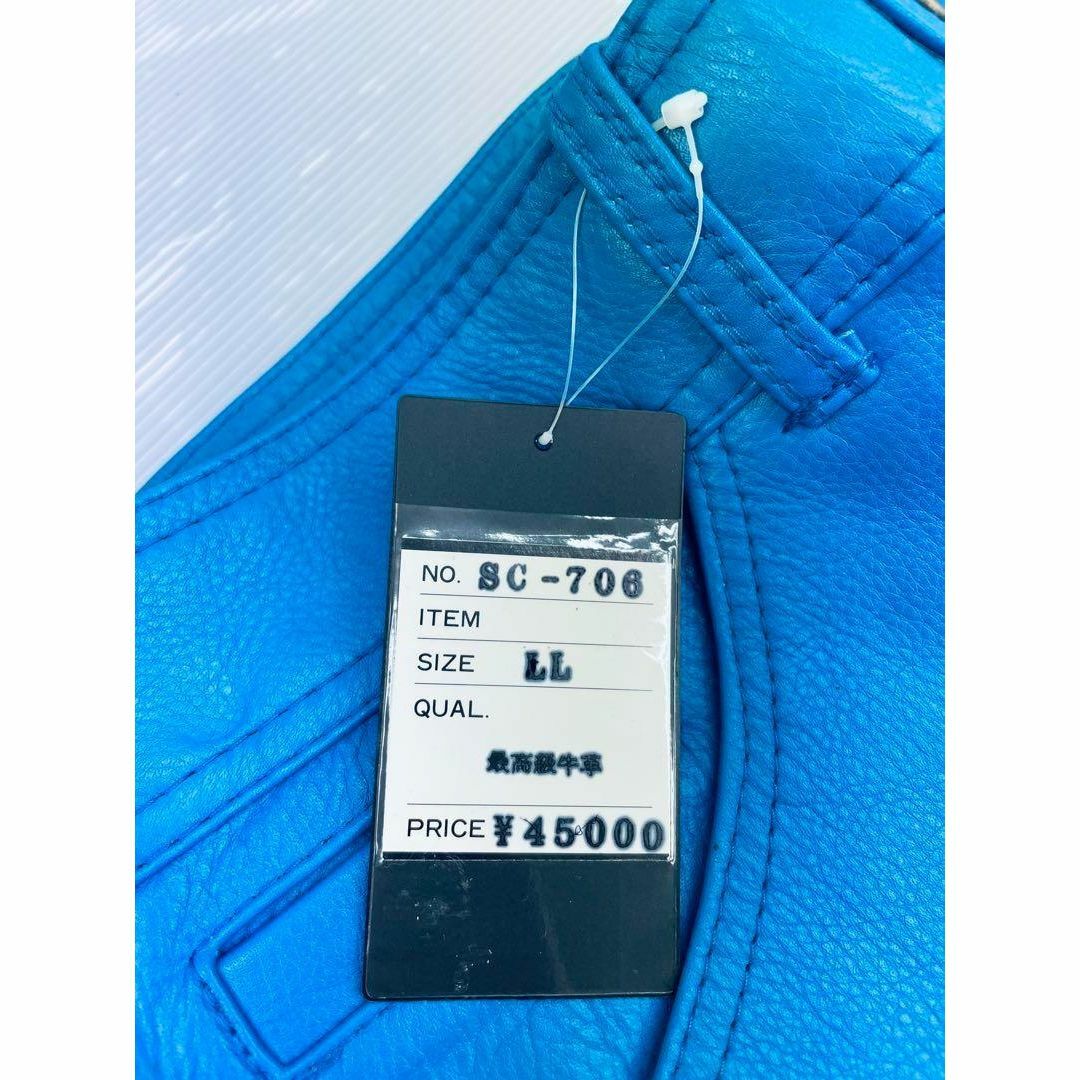 NO. SC-706
ITEM
SIZE LL
QUAL.
最高級牛革
PRICE ¥45000